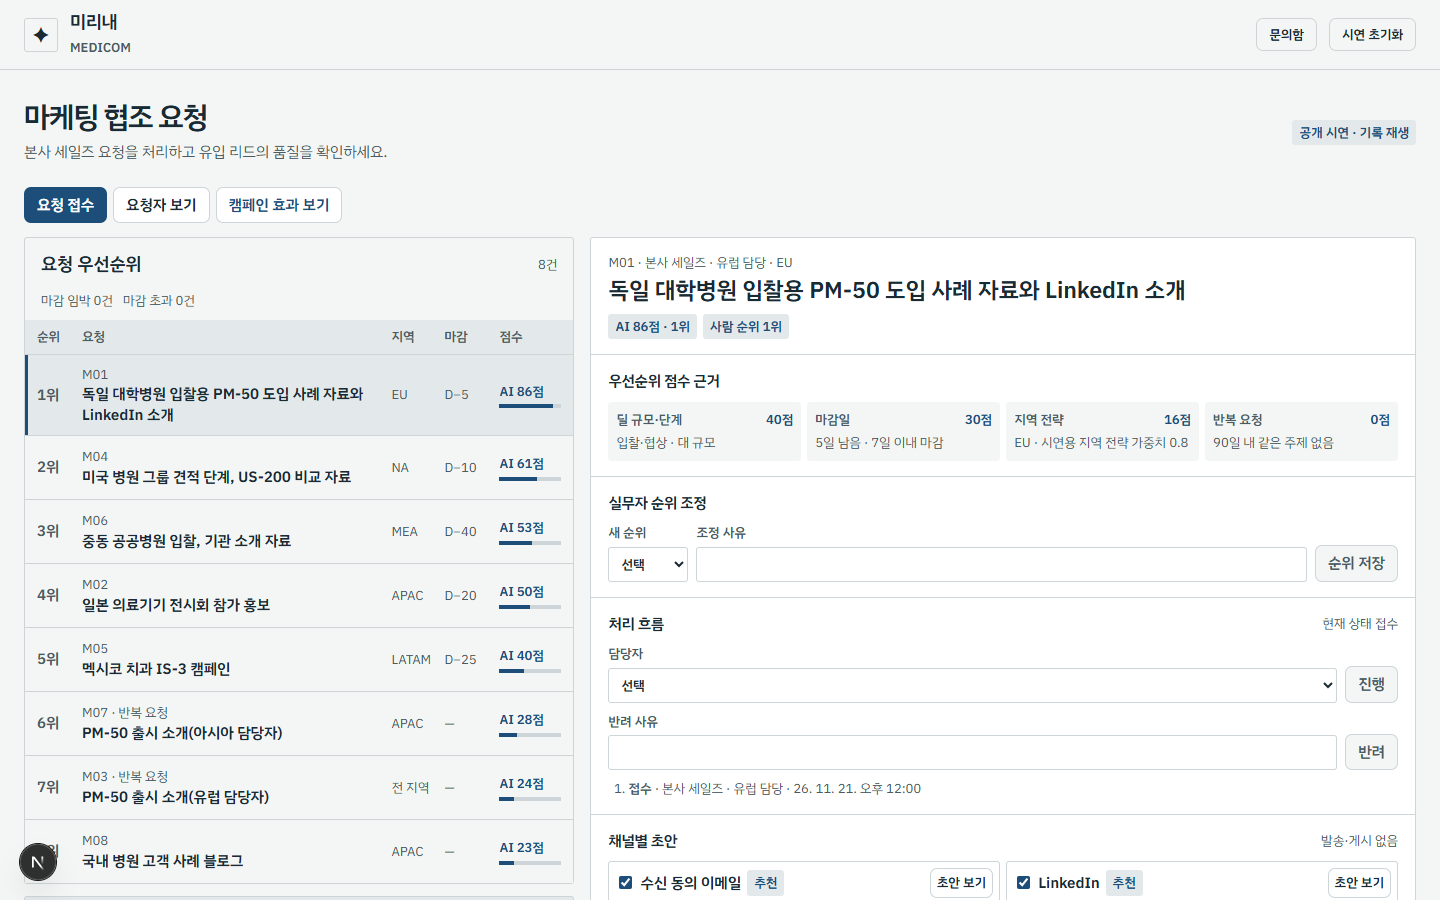 미리내
MEDICOM
문의함
시연 초기화
마케팅 협조 요청
본사 세일즈 요청을 처리하고 유입 리드의 품질을 확인하세요.
공개 시연 · 기록 재생
요청 접수
요청자 보기
캠페인 효과 보기
요청 우선순위
8건
마감 임박 0건 마감 초과 0건
순위 요청 지역 마감 점수
M01
1위 독일 대학병원 입찰용 PM-50 도입 사례 자료와 EU D-5 AI 86점
LinkedIn 소개
M04
2위 미국 병원 그룹 견적 단계, US-200 비교 자료 NA D-10 AI 61점
M06
3위 중동 공공병원 입찰, 기관 소개 자료 MEA D-40 AI 53점
M02
4위 일본 의료기기 전시회 참가 홍보 APAC D-20 AI 50점
M05
5위 멕시코 치과 IS-3 캠페인 LATAM D-25 AI 40점
M07 · 반복 요청
6위 PM-50 출시 소개(아시아 담당자) APAC — AI 28점
M03 · 반복 요청
7위 PM-50 출시 소개(유럽 담당자) 전 지역 — AI 24점
M08
국내 병원 고객 사례 블로그 APAC — AI 23점
N
M01 · 본사 세일즈 · 유럽 담당 · EU
독일 대학병원 입찰용 PM-50 도입 사례 자료와 LinkedIn 소개
AI 86점 · 1위 사람 순위 1위
우선순위 점수 근거
딜 규모·단계 40점
입찰·협상 · 대 규모
마감일 30점
5일 남음 · 7일 이내 마감
지역 전략 16점
EU · 시연용 지역 전략 가중치 0.8
반복 요청 0점
90일 내 같은 주제 없음
실무자 순위 조정
새 순위 조정 사유
선택
순위 저장
처리 흐름
현재 상태 접수
담당자
선택
진행
반려 사유
반려
1. 접수 · 본사 세일즈 · 유럽 담당 · 26. 11. 21. 오후 12:00
채널별 초안
발송·게시 없음
수신 동의 이메일 추천 초안 보기
LinkedIn 추천 초안 보기